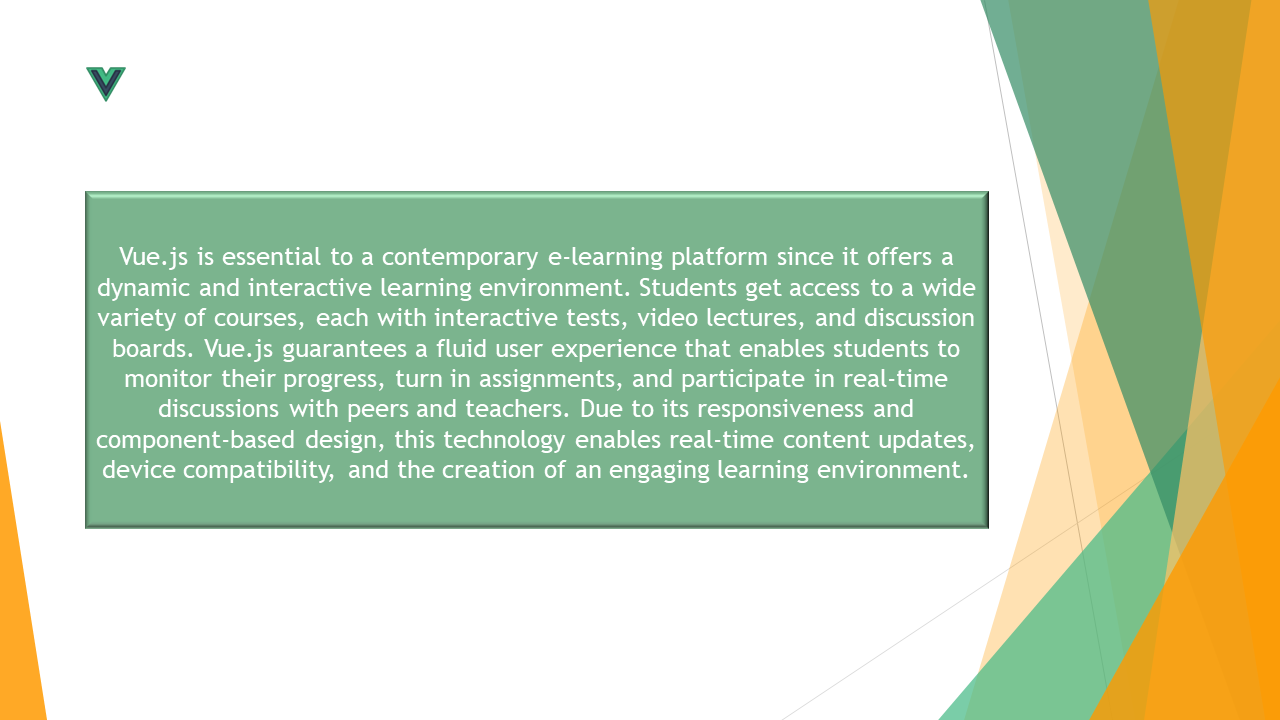 Vue.js is essential to a contemporary e-learning platform since it offers a
dynamic and interactive learning environment. Students get access to a wide
variety of courses, each with interactive tests, video lectures, and discussion
boards. Vue.js guarantees a fluid user experience that enables students to
monitor their progress, turn in assignments, and participate in real-time
discussions with peers and teachers. Due to its responsiveness and
component-based design, this technology enables real-time content updates,
device compatibility, and the creation of an engaging learning environment.